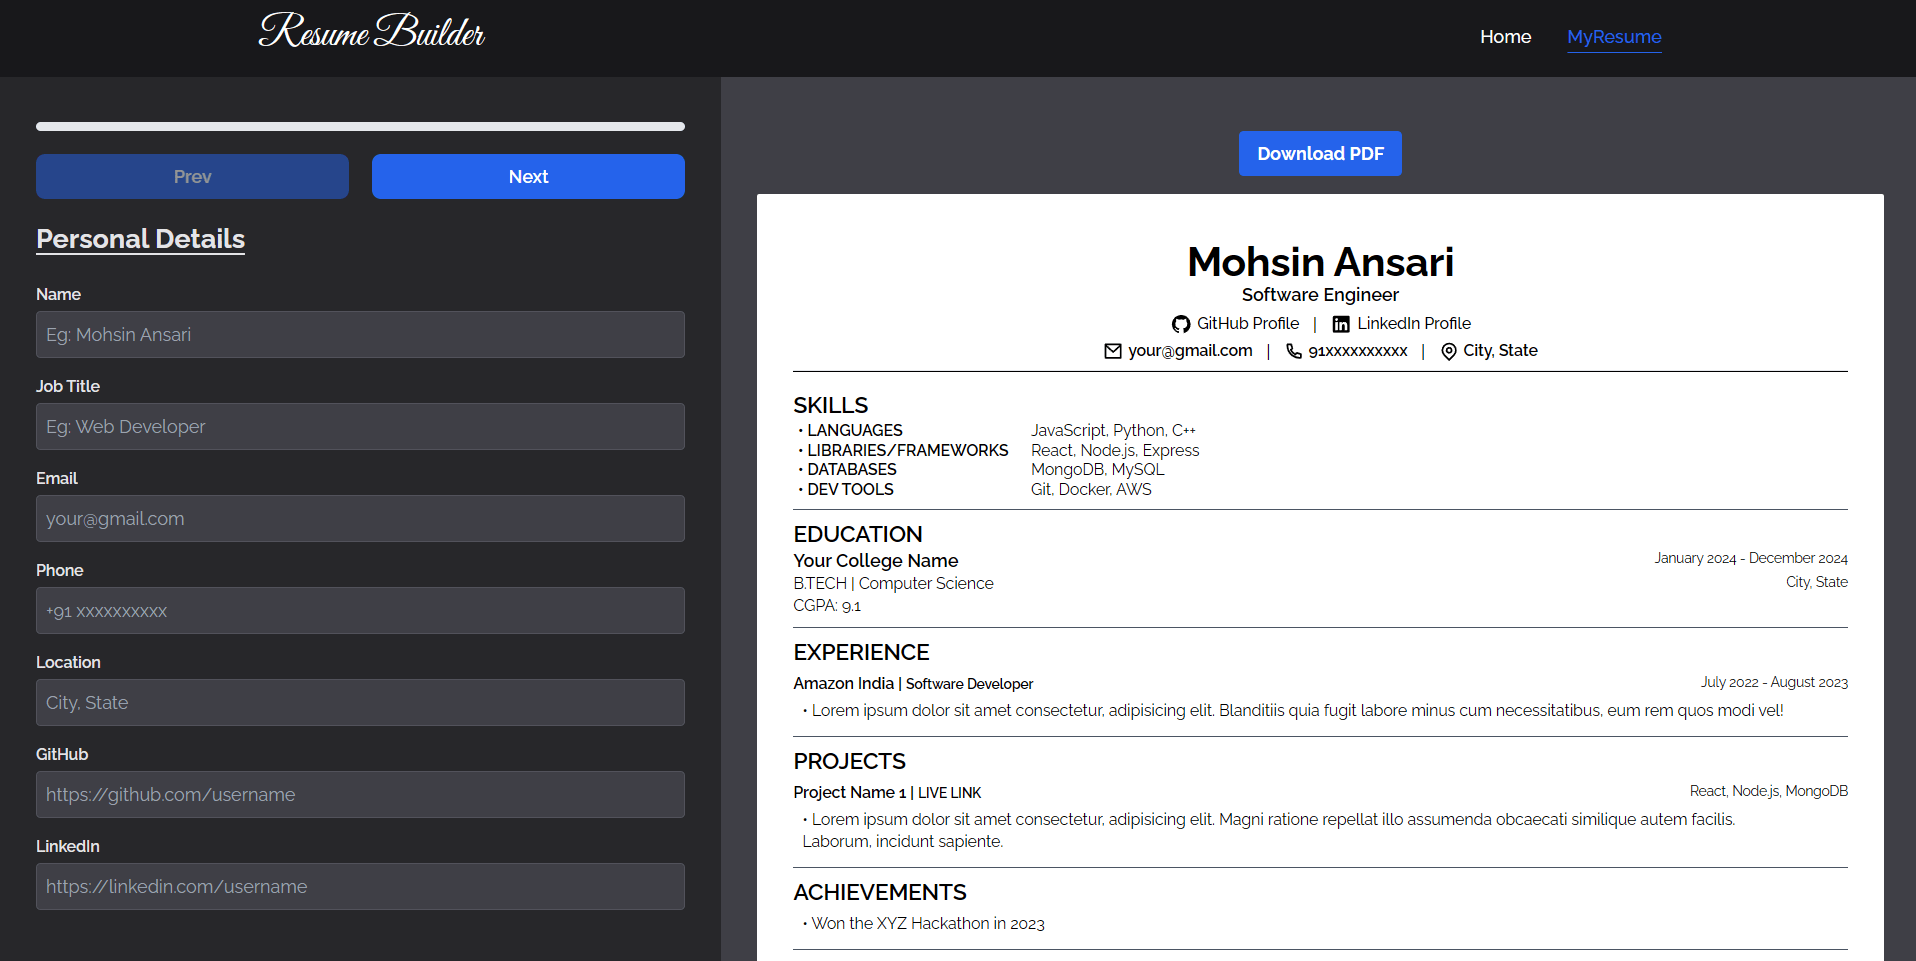 Resume Builder
Home
MyResume
Prev
Next
Personal Details
Name
Eg: Mohsin Ansari
Job Title
Eg: Web Developer
Email
your@gmail.com
Phone
+91 xxxxxxxxxx
Location
City, State
GitHub
https://github.com/username
LinkedIn
https://linkedin.com/username
Download PDF
Mohsin Ansari
Software Engineer
GitHub Profile | LinkedIn Profile
your@gmail.com | 91xxxxxxxxxx | City, State
SKILLS
• LANGUAGES JavaScript, Python, C++
• LIBRARIES/FRAMEWORKS React, Node.js, Express
• DATABASES MongoDB, MySQL
• DEV TOOLS Git, Docker, AWS
EDUCATION
Your College Name January 2024 - December 2024
B.TECH | Computer Science City, State
CGPA: 9.1
EXPERIENCE
Amazon India | Software Developer July 2022 - August 2023
• Lorem ipsum dolor sit amet consectetur, adipisicing elit. Blanditiis quia fugit labore minus cum necessitatibus, eum rem quos modi vel!
PROJECTS
Project Name 1 | LIVE LINK React, Node.js, MongoDB
• Lorem ipsum dolor sit amet consectetur, adipisicing elit. Magni ratione repellat illo assumenda obcaecati similique autem facilis.
Laborum, incidunt sapiente.
ACHIEVEMENTS
• Won the XYZ Hackathon in 2023